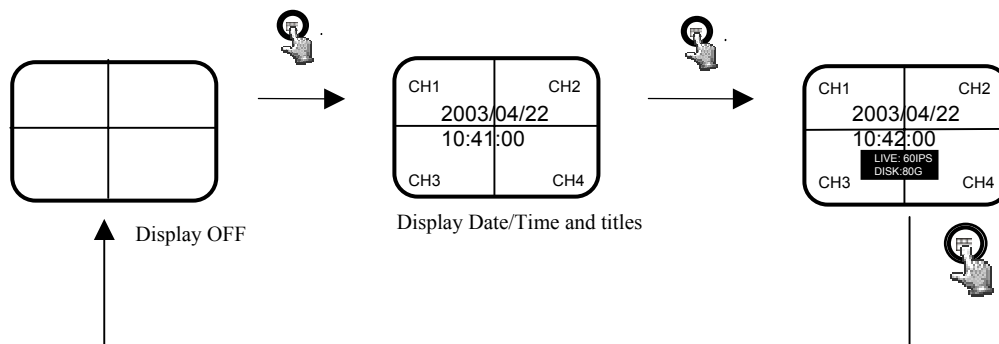 CH1 CH2
2003/04/22
10:41:00
CH3 CH4
Display Date/Time and titles
CH1 CH2
2003/04/22
10:42:00
LIVE: 60IPS
DISK:80G
CH3 CH4
Display OFF